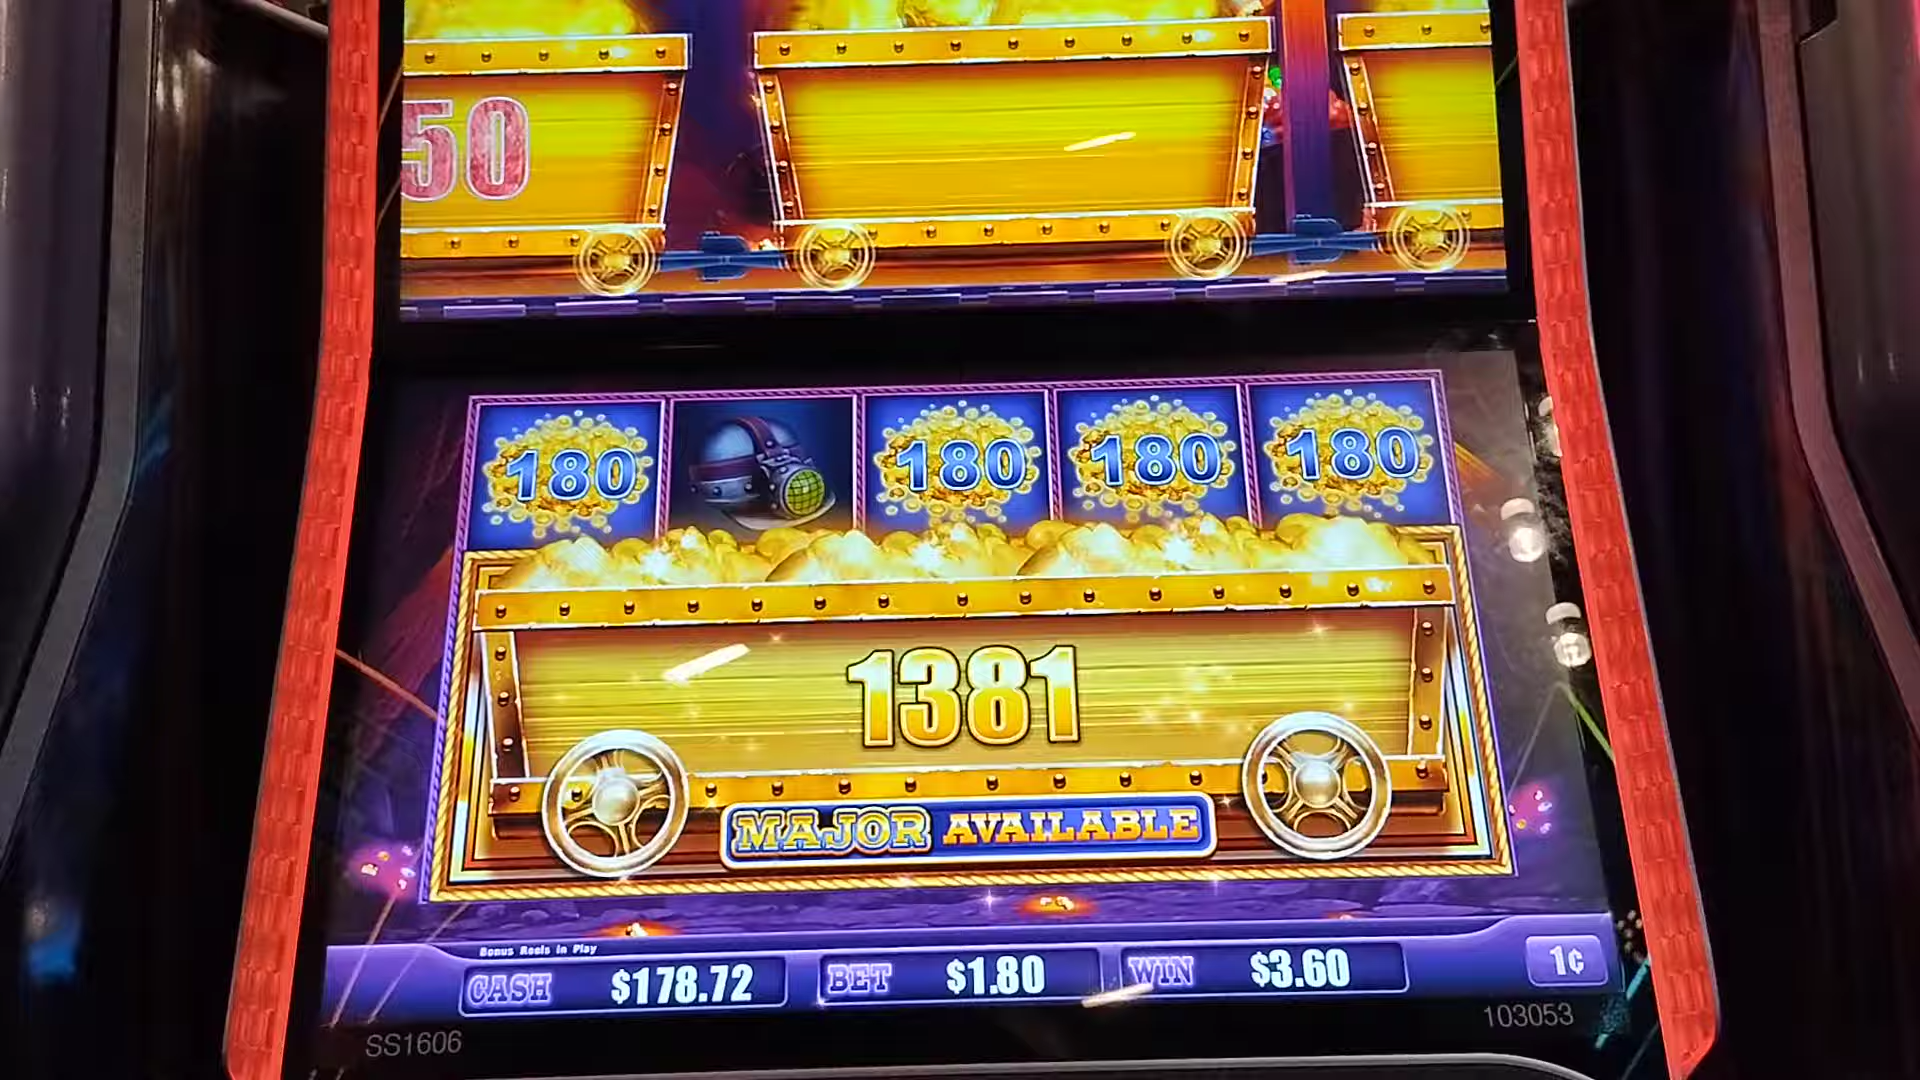 50
180 180 180 180
1381
MAJOR AVAILABLE
Bonus Reels in Play
CASH $178.72 BET $1.80 WIN $3.60 1¢
SS1606 103053